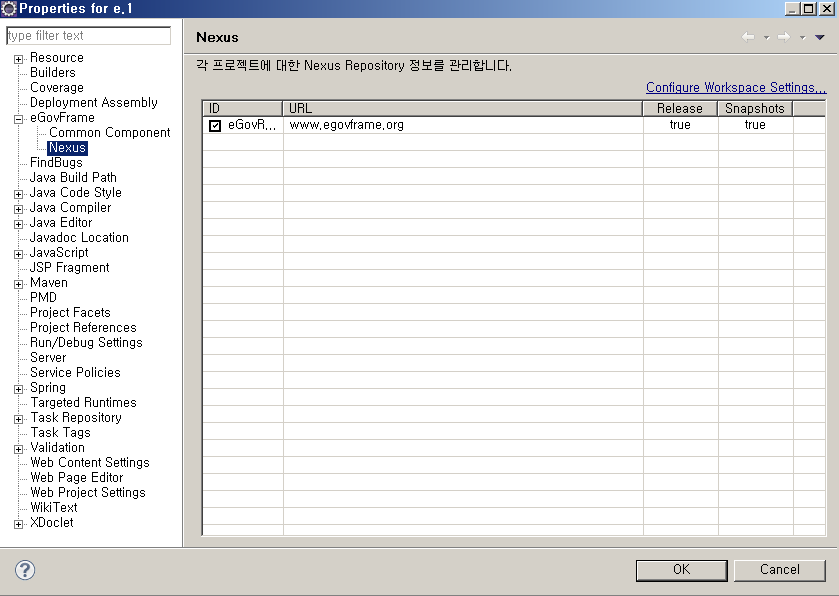 Properties for e.1
type filter text
Resource
Builders
Coverage
Deployment Assembly
eGovFrame
Common Component
Nexus
FindBugs
Java Build Path
Java Code Style
Java Compiler
Java Editor
Javadoc Location
JavaScript
JSP Fragment
Maven
PMD
Project Facets
Project References
Run/Debug Settings
Server
Service Policies
Spring
Targeted Runtimes
Task Repository
Task Tags
Validation
Web Content Settings
Web Page Editor
Web Project Settings
WikiText
XDoclet
Nexus
각 프로젝트에 대한 Nexus Repository 정보를 관리합니다.
Configure Workspace Settings...
ID URL Release Snapshots
eGovR... www.egovframe.org true true
? OK Cancel